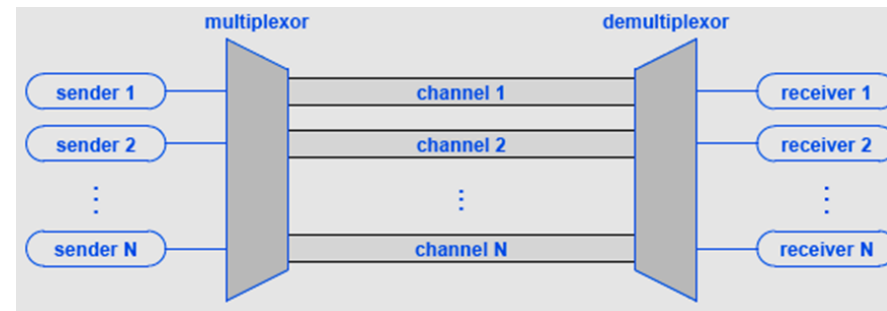 multiplexor demultiplexor
sender 1 channel 1 receiver 1
sender 2 channel 2 receiver 2
sender N channel N receiver N